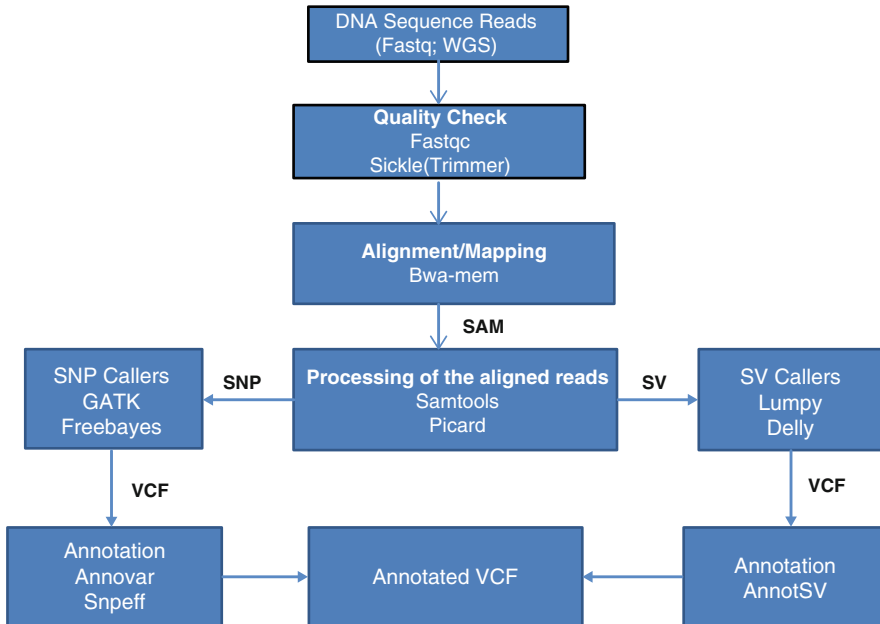 DNA Sequence Reads
(Fastq; WGS)
Quality Check
Fastqc
Sickle(Trimmer)
Alignment/Mapping
Bwa-mem
SAM
SNP Callers
GATK
Freebayes
SNP
Processing of the aligned reads
Samtools
Picard
SV
SV Callers
Lumpy
Delly
VCF
VCF
Annotation
Annovar
Snpeff
Annotated VCF
Annotation
AnnotSV